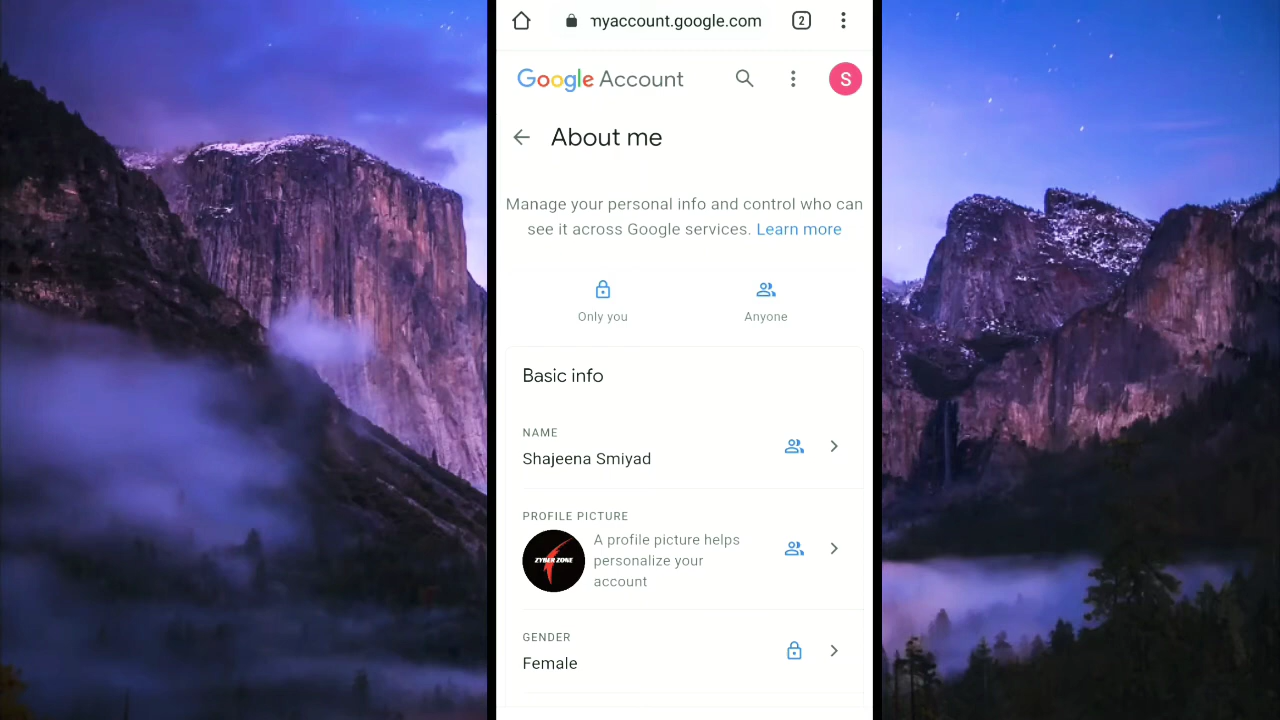 nyaccount.google.com
2
Google Account
S
About me
Manage your personal info and control who can
see it across Google services. Learn more
Only you
Anyone
Basic info
NAME
Shajeena Smiyad
PROFILE PICTURE
A profile picture helps
personalize your
account
ZYBER ZONE
GENDER
Female